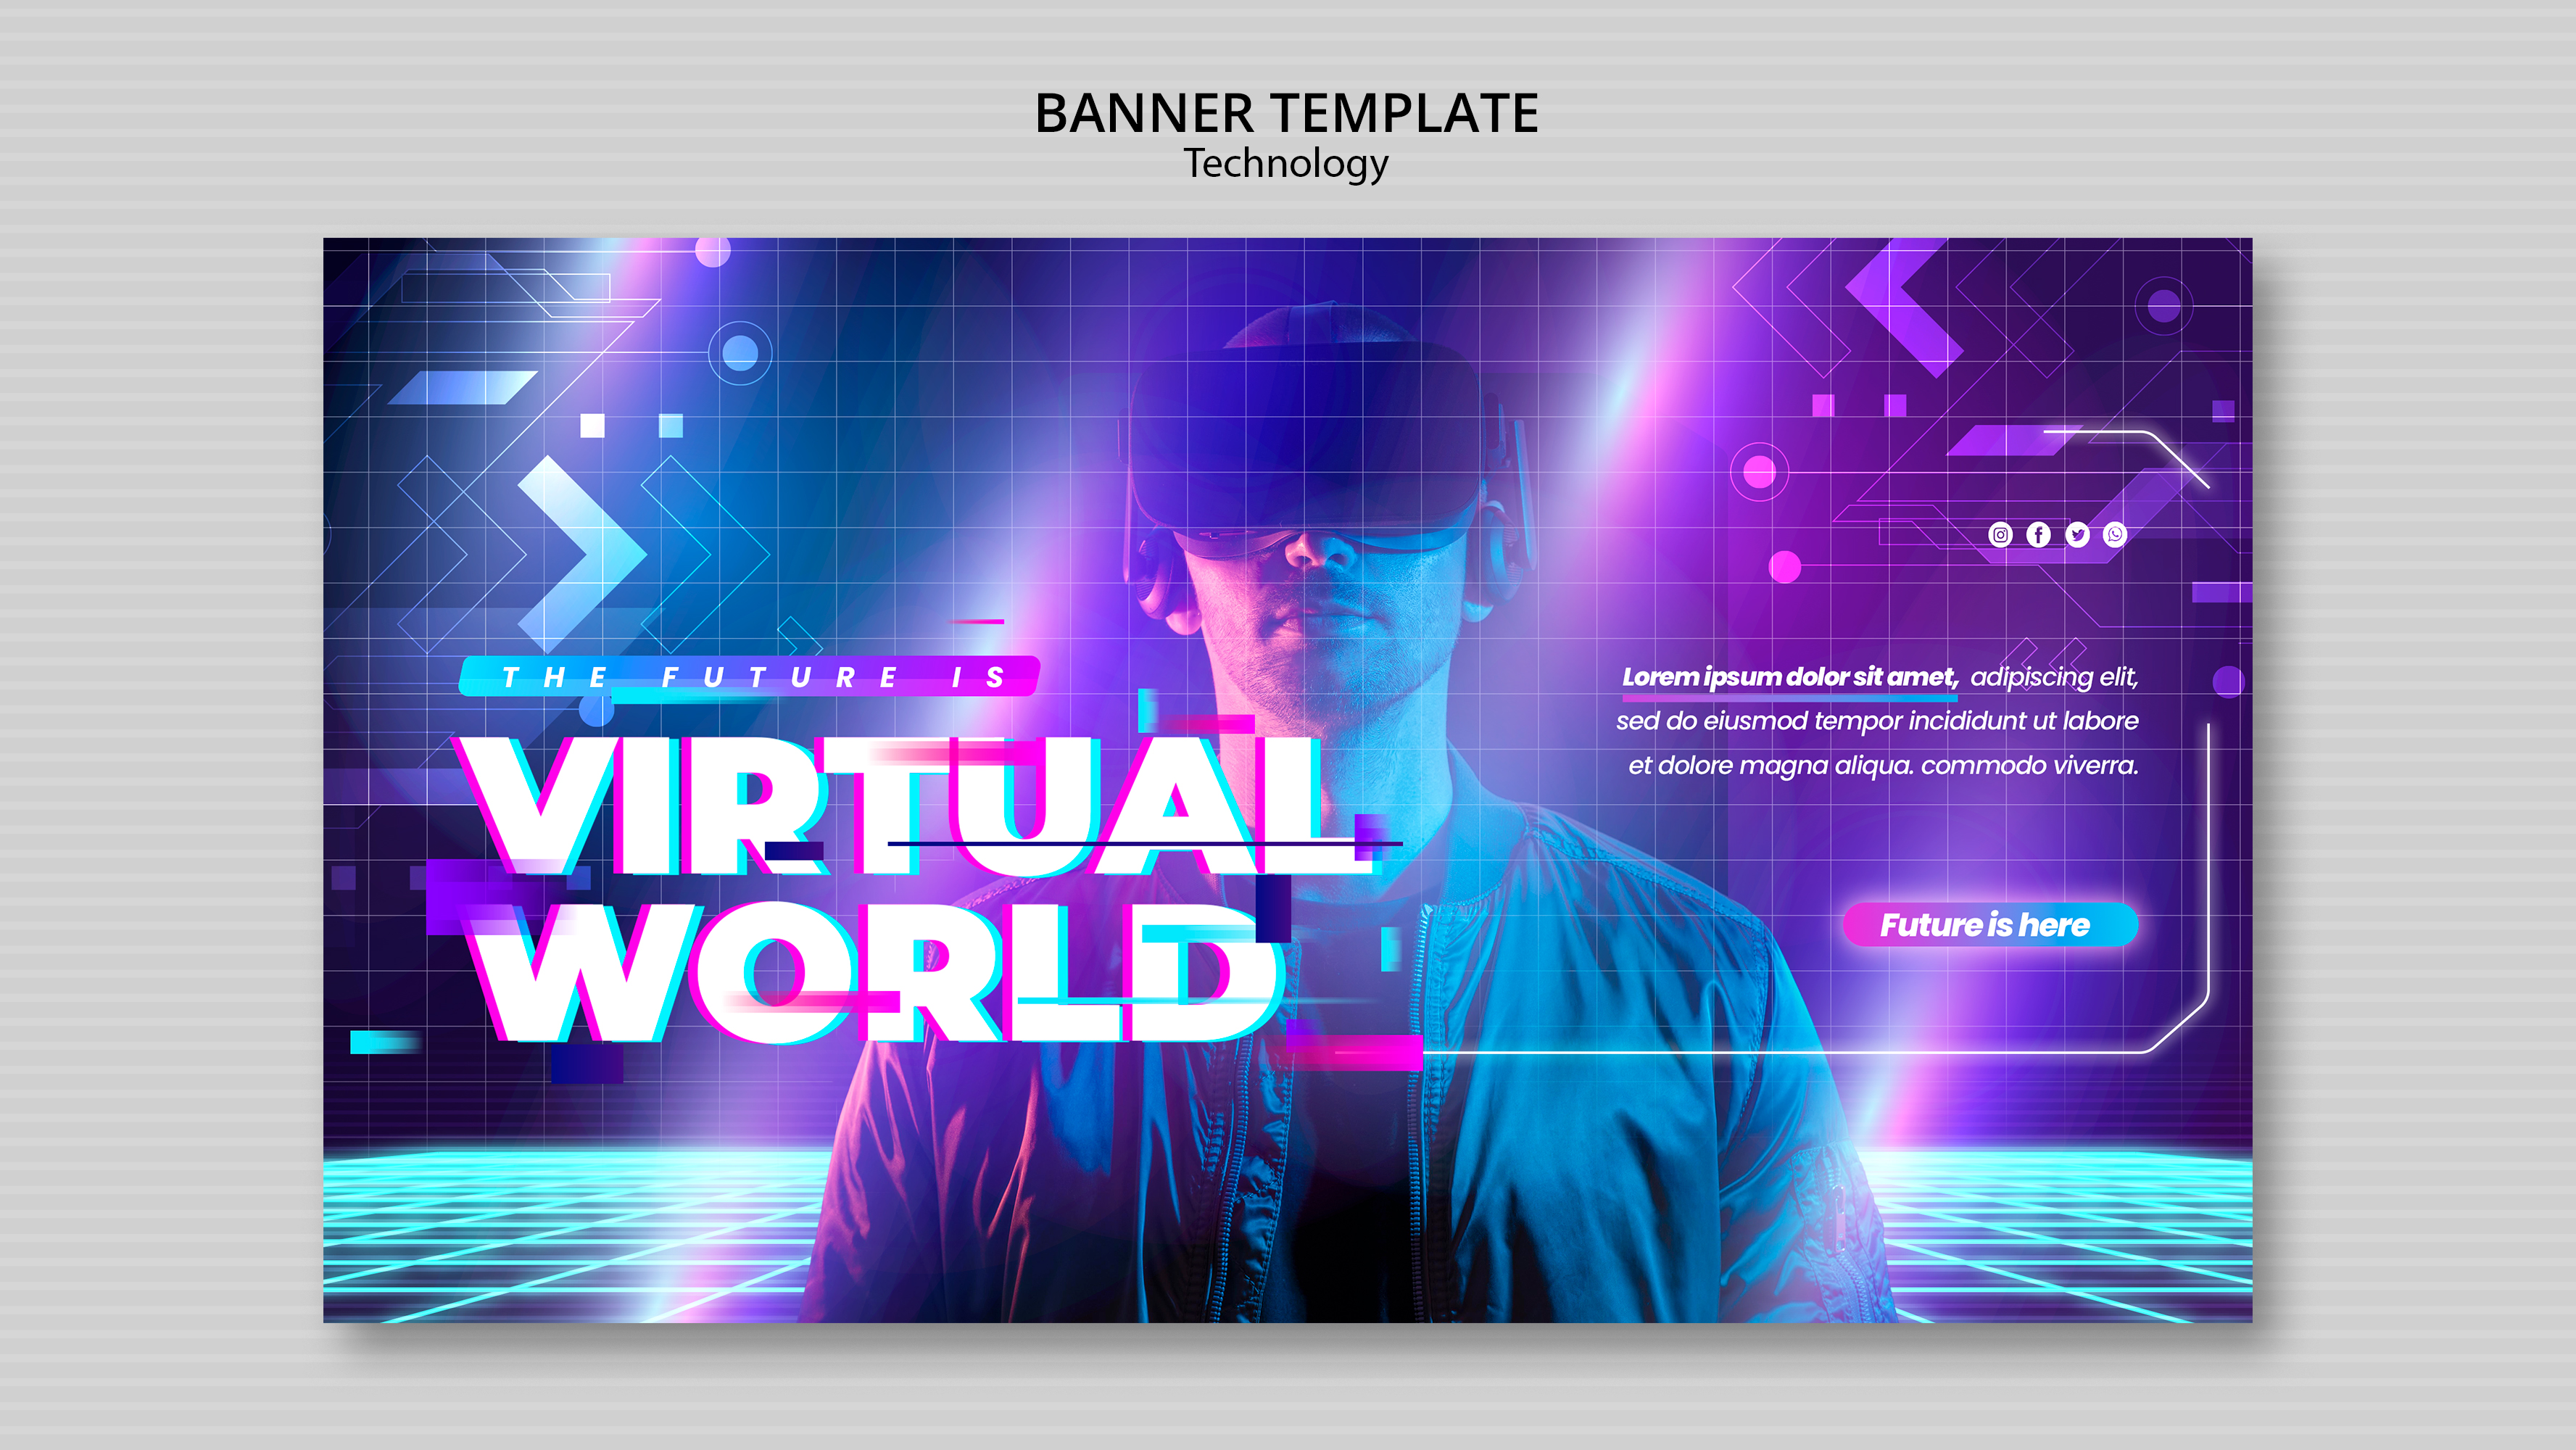 BANNER TEMPLATE
Technology
THE FUTURE IS
VIRTUAL
WORLD
Lorem ipsum dolor sit amet, adipiscing elit,
sed do eiusmod tempor incididunt ut labore
et dolore magna aliqua. commodo viverra.
Future is here